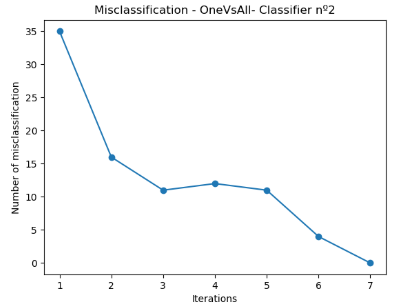 Misclassification - OneVsAll- Classifier nº2
Number of misclassification
35
30
25
20
15
10
5
0
1 2 3 4 5 6 7
Iterations